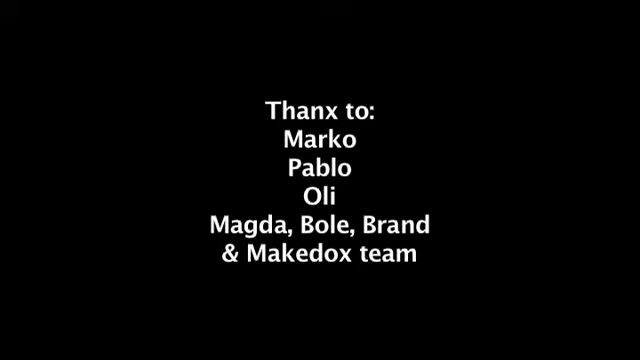 Thanx to:
Marko
Pablo
Oli
Magda, Bole, Brand
& Makedox team